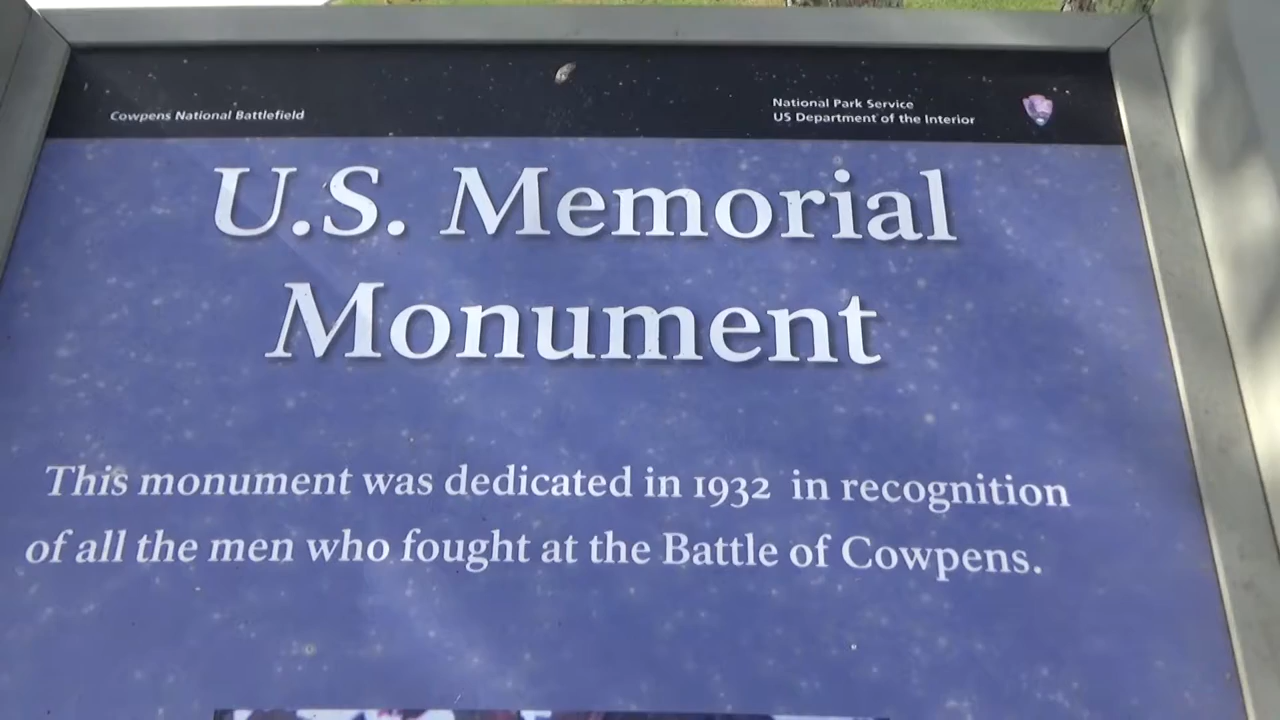 Cowpens National Battlefield
National Park Service
US Department of the Interior
U.S. Memorial
Monument
This monument was dedicated in 1932 in recognition
of all the men who fought at the Battle of Cowpens.